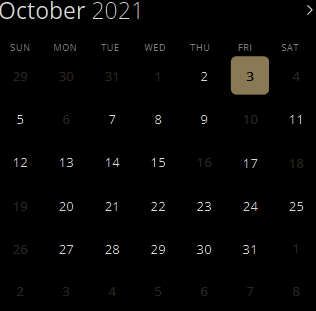 October 2021
SUN MON TUE WED THU FRI SAT
29 30 31 1 2 3 4
5 6 7 8 9 10 11
12 13 14 15 16 17 18
19 20 21 22 23 24 25
26 27 28 29 30 31 1
2 3 4 5 6 7 8